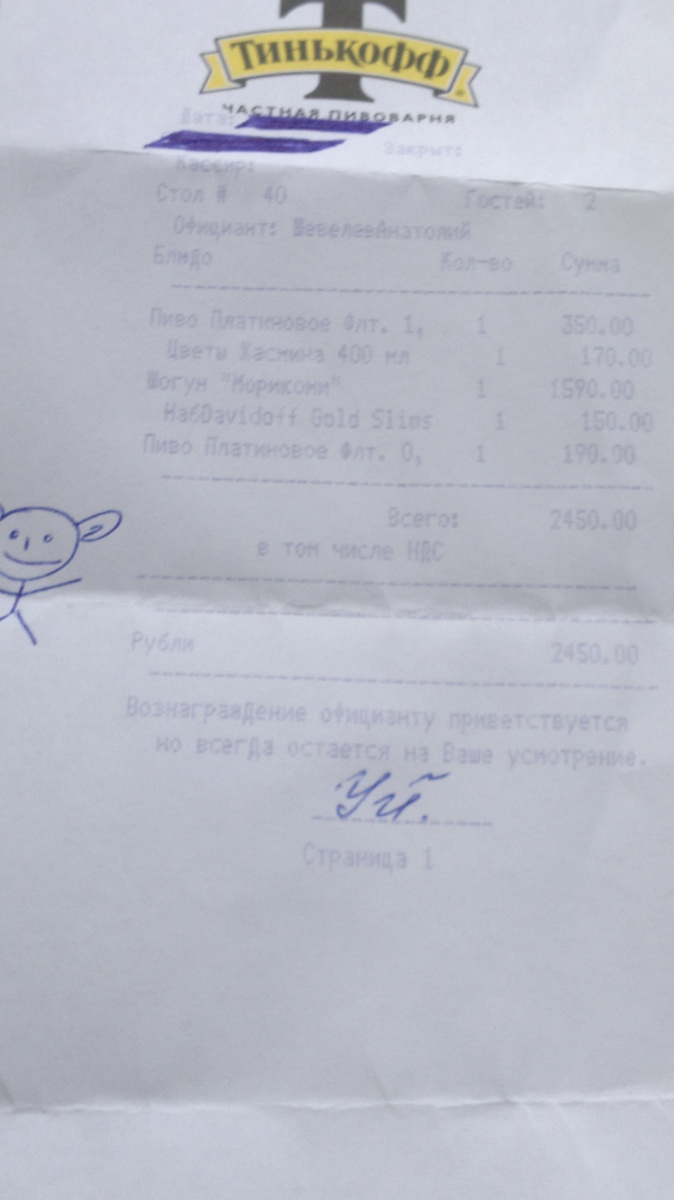 Тинькофф
ЧАСТНАЯ ПИВОВАРНЯ
Дата:
Закрыт:
Кассир:
Стол # 40 Гостей: 2
Официант: ШевелевАнатолий
Блюдо Кол-во Сумма
Пиво Платиновое Флт. 1, 1 350.00
Цветы Жасмина 400 мл 1 170.00
Шогун "Морикони" 1 1590.00
НабDavidoff Gold Slims 1 150.00
Пиво Платиновое Флт. 0, 1 190.00
Всего: 2450.00
в том числе НДС
Рубли 2450.00
Вознаграждение официанту приветствуется
но всегда остается на Ваше усмотрение.
Уй.
Страница 1